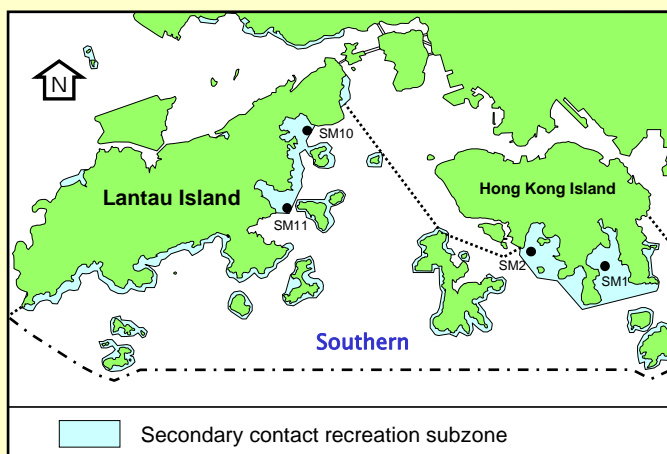 N
SM10
Lantau Island
Hong Kong Island
SM11
SM2
SM1
Southern
Secondary contact recreation subzone